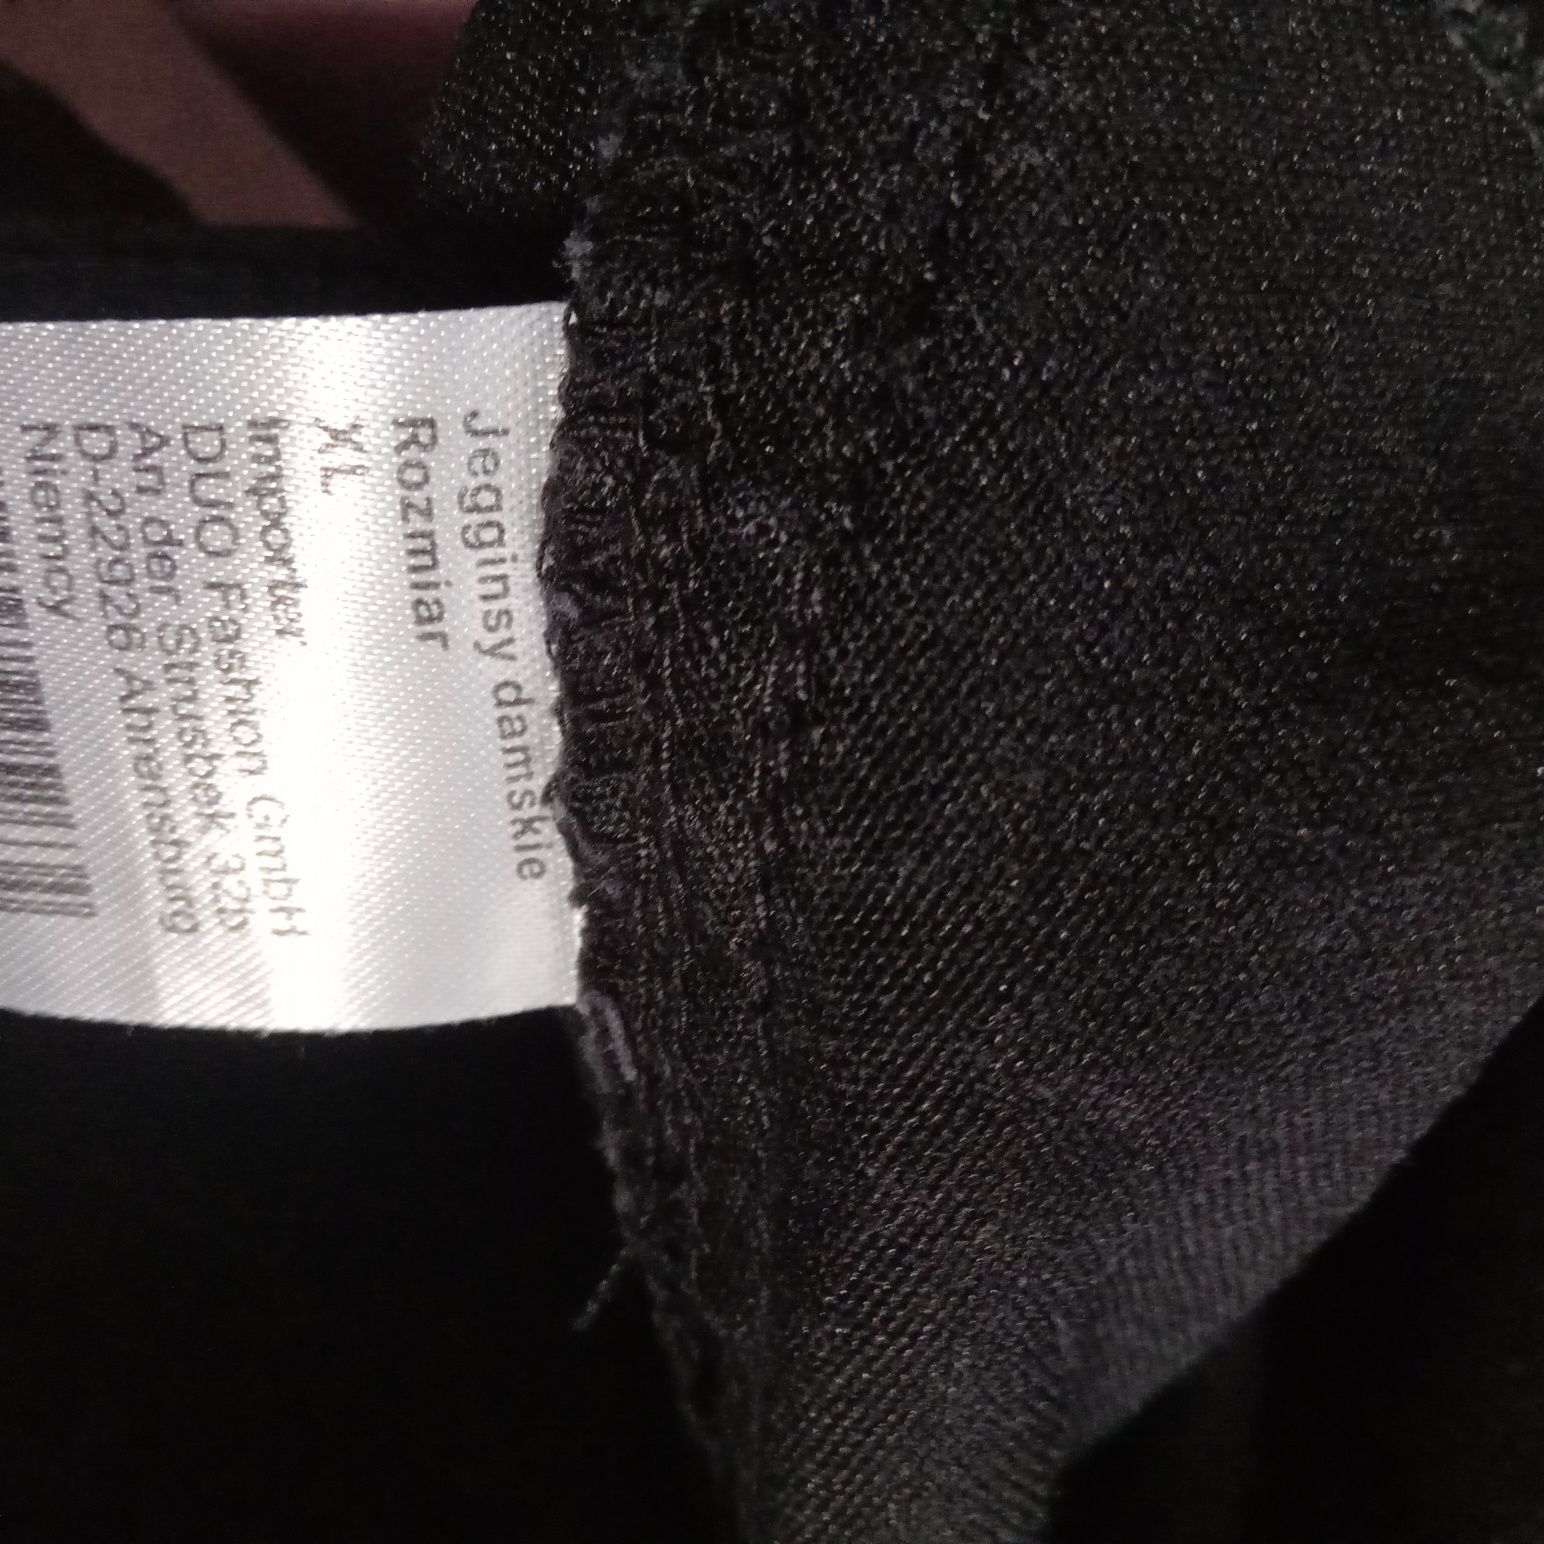 Jegginsy damskie
Rozmiar
XL
Importer
DUO Fashion GmbH
An der Strusbek 32b
D-22926 Ahrensburg
Niemcy